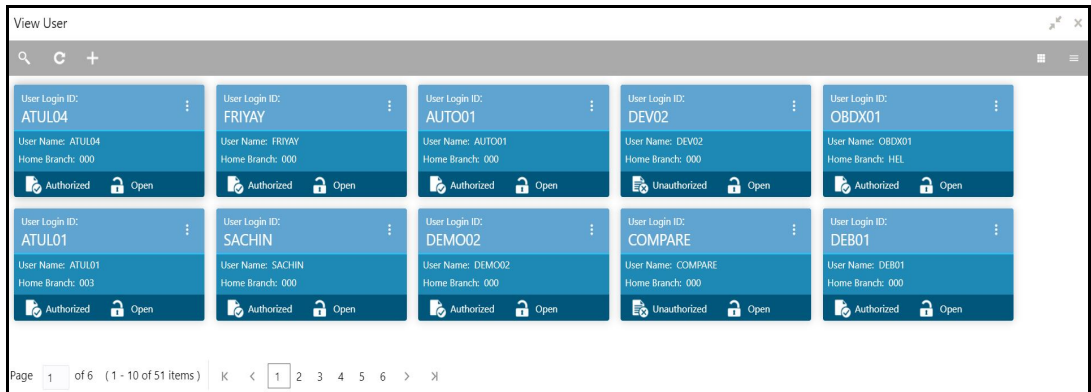 View User
User Login ID:
ATUL04
User Name: ATUL04
Home Branch: 000
Authorized Open
User Login ID:
FRIYAY
User Name: FRIYAY
Home Branch: 000
Authorized Open
User Login ID:
AUTO01
User Name: AUTO01
Home Branch: 000
Authorized Open
User Login ID:
DEV02
User Name: DEV02
Home Branch: 000
Unauthorized Open
User Login ID:
OBDX01
User Name: OBDX01
Home Branch: HEL
Authorized Open
User Login ID:
ATUL01
User Name: ATUL01
Home Branch: 003
Authorized Open
User Login ID:
SACHIN
User Name: SACHIN
Home Branch: 000
Authorized Open
User Login ID:
DEMO02
User Name: DEMO02
Home Branch: 000
Authorized Open
User Login ID:
COMPARE
User Name: COMPARE
Home Branch: 000
Unauthorized Open
User Login ID:
DEB01
User Name: DEB01
Home Branch: 000
Authorized Open
Page 1 of 6 ( 1 - 10 of 51 items ) 1 2 3 4 5 6